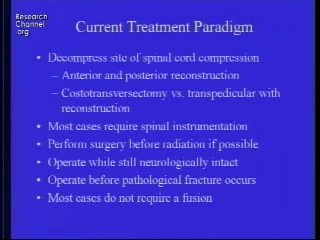 Research
Channel
.org
Current Treatment Paradigm
• Decompress site of spinal cord compression
– Anterior and posterior reconstruction
– Costotransversectomy vs. transpedicular with
reconstruction
• Most cases require spinal instrumentation
• Perform surgery before radiation if possible
• Operate while still neurologically intact
• Operate before pathological fracture occurs
• Most cases do not require a fusion